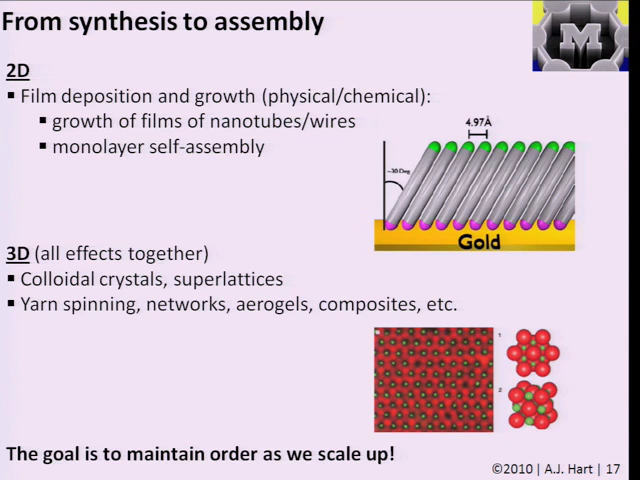 From synthesis to assembly
M
2D
▪ Film deposition and growth (physical/chemical):
▪ growth of films of nanotubes/wires
▪ monolayer self-assembly
4.97Å
~30 Deg
Gold
3D (all effects together)
▪ Colloidal crystals, superlattices
▪ Yarn spinning, networks, aerogels, composites, etc.
1
2
The goal is to maintain order as we scale up!
©2010 | A.J. Hart | 17